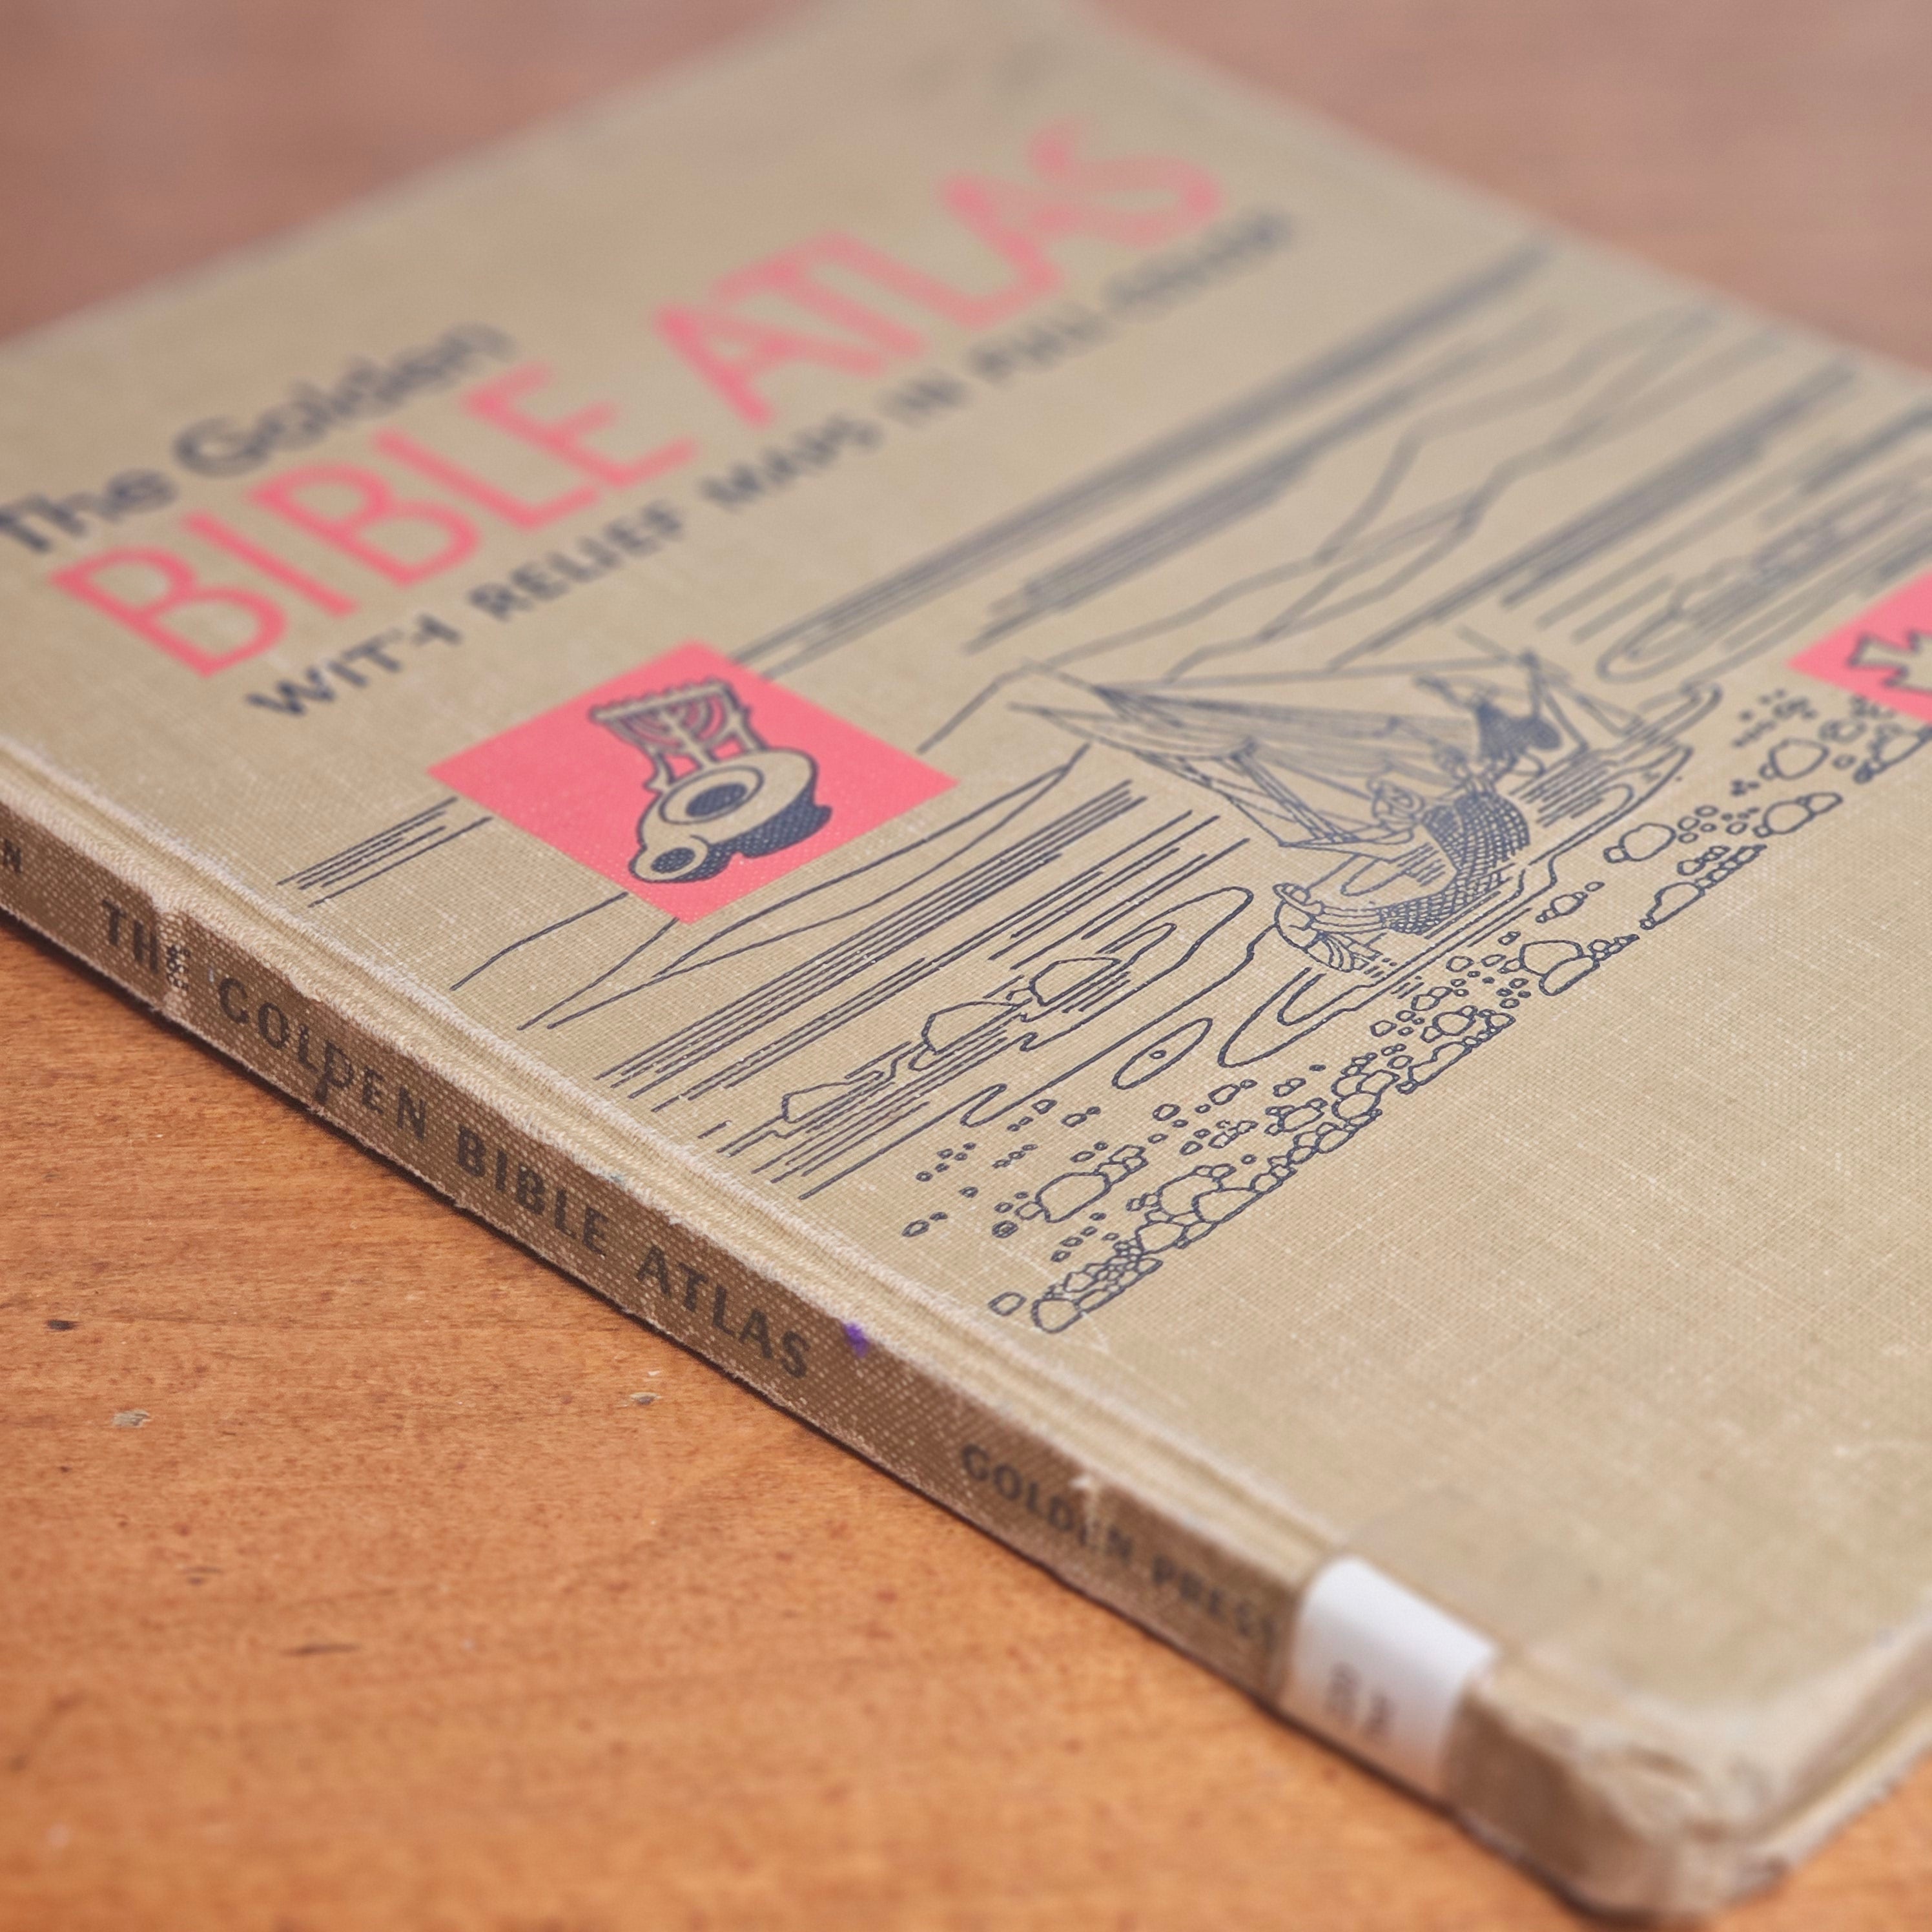 The Golden
BIBLE ATLAS
WITH RELIEF MAPS IN FULL COLOR
THE GOLDEN BIBLE ATLAS
GOLDEN PRESS